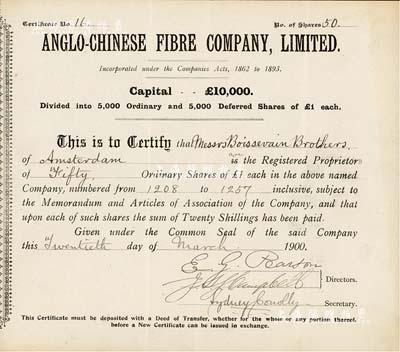 Certificate No. 16 No. of Shares 50.
ANGLO-CHINESE FIBRE COMPANY, LIMITED.
Incorporated under the Companies Acts, 1862 to 1893.
Capital - - £10,000.
Divided into 5,000 Ordinary and 5,000 Deferred Shares of £1 each.
This is to Certify that Messrs Boissevain Brothers,
of Amsterdam is the Registered Proprietor
of Fifty Ordinary Shares of £1 each in the above named
Company, numbered from 1208 to 1257 inclusive, subject to
the Memorandum and Articles of Association of the Company, and that
upon each of such shares the sum of Twenty Shillings has been paid.
Given under the Common Seal of the said Company
this Twentieth day of March 1900.
E. G.
Campbell Directors.
Sydney Secretary.
This Certificate must be deposited with a Deed of Transfer, whether for the whole or any portion thereof,
before a New Certificate can be issued in exchange.